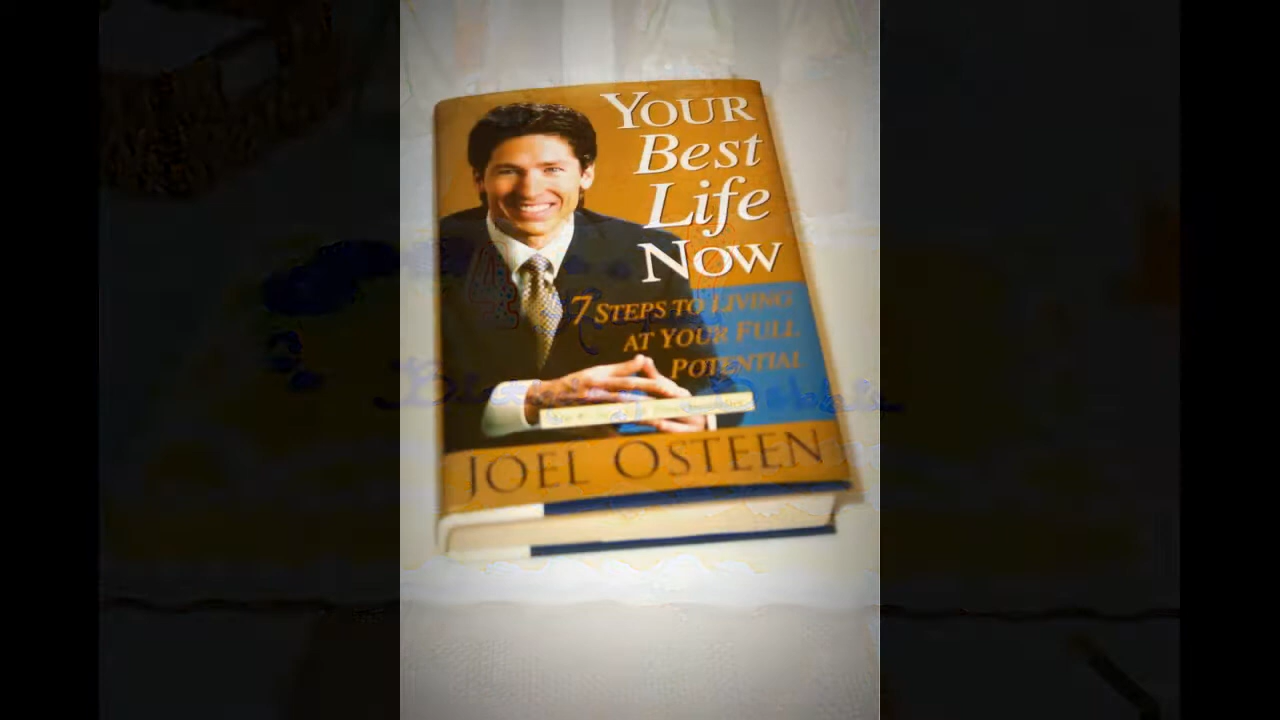 YOUR
Best
Life
NOW
7 STEPS TO LIVING
AT YOUR FULL
POTENTIAL
JOEL OSTEEN